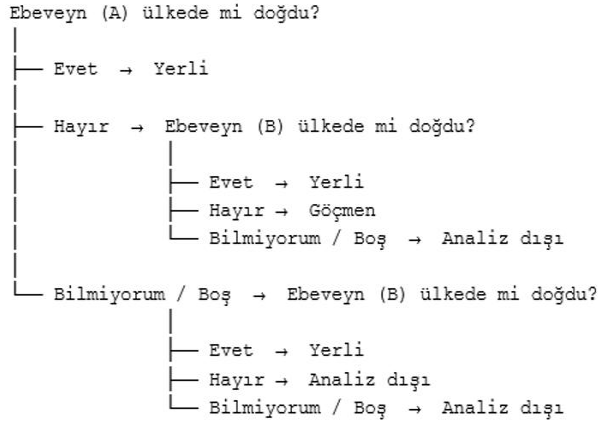 Ebeveyn (A) ülkede mi doğdu?
Evet → Yerli
Hayır → Ebeveyn (B) ülkede mi doğdu?
Evet → Yerli
Hayır → Göçmen
Bilmiyorum / Boş → Analiz dışı
Bilmiyorum / Boş → Ebeveyn (B) ülkede mi doğdu?
Evet → Yerli
Hayır → Analiz dışı
Bilmiyorum / Boş → Analiz dışı